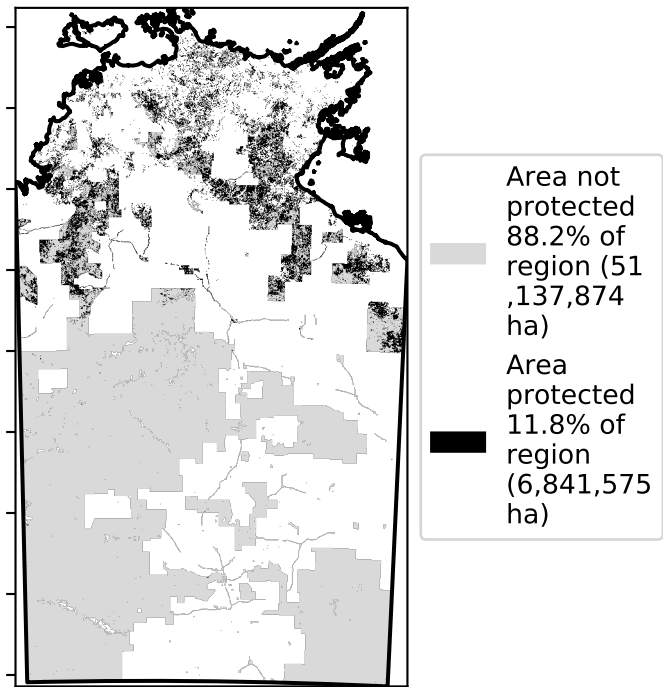 Area not
protected
88.2% of
region (51
,137,874
ha)
Area
protected
11.8% of
region
(6,841,575
ha)